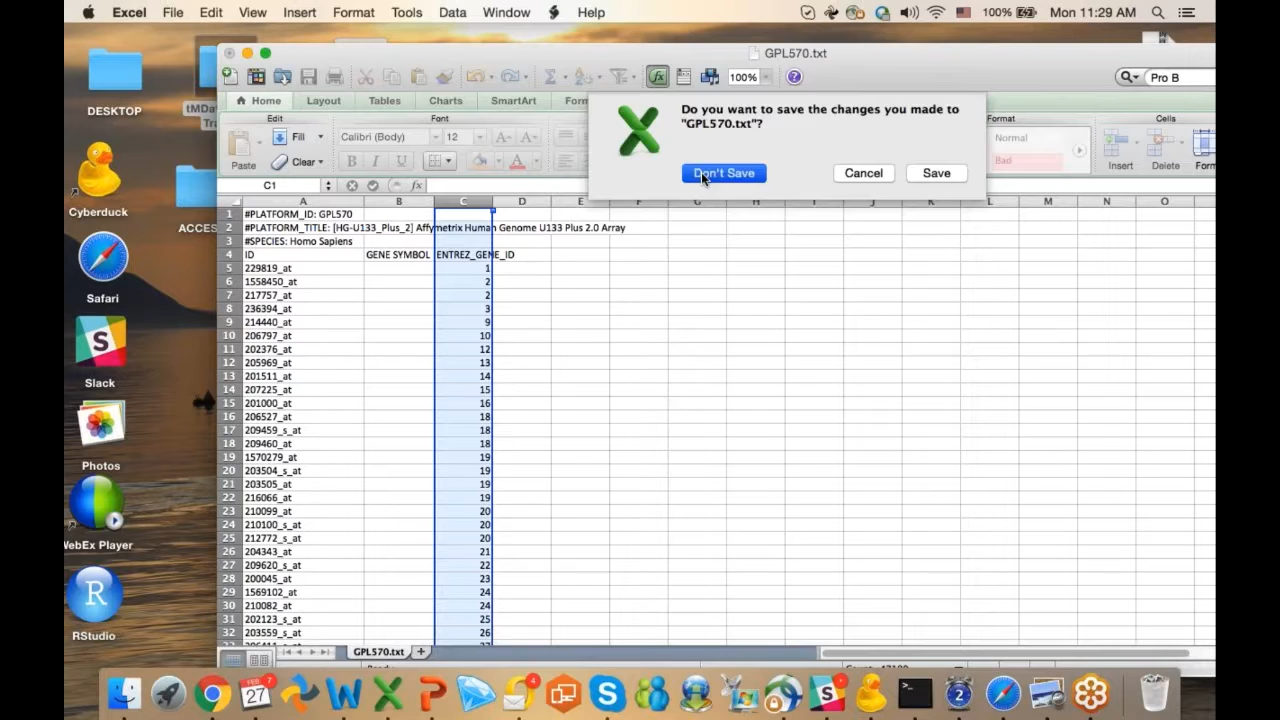 Excel File Edit View Insert Format Tools Data Window Help 100% Mon 11:29 AM
GPL570.txt
100% Pro B
Home Layout Tables Charts SmartArt
Do you want to save the changes you made to
"GPL570.txt"?
Don't Save Cancel Save
Edit Font Format Cells
Fill Calibri (Body) 12 Normal
Paste Clear B I U A Bad Insert Delete
C1 fx
A B C D E
1 #PLATFORM_ID: GPL570
2 #PLATFORM_TITLE: [HG-U133_Plus_2] Affymetrix Human Genome U133 Plus 2.0 Array
3 #SPECIES: Homo Sapiens
4 ID GENE SYMBOL ENTREZ_GENE_ID
5 229819_at 1
6 1558450_at 2
7 217757_at 2
8 236394_at 3
9 214440_at 9
10 206797_at 10
11 202376_at 12
12 205969_at 13
13 201511_at 14
14 207225_at 15
15 201000_at 16
16 206527_at 18
17 209459_s_at 18
18 209460_at 18
19 1570279_at 19
20 203504_s_at 19
21 203505_at 19
22 216066_at 19
23 210099_at 20
24 210100_s_at 20
25 212772_s_at 20
26 204343_at 21
27 209620_s_at 22
28 200045_at 23
29 1569102_at 24
30 210082_at 24
31 202123_s_at 25
32 203559_s_at 26
GPL570.txt
DESKTOP
Cyberduck
ACCES
Safari
Slack
Photos
WebEx Player
R
RStudio
FEB 27 7
4
2